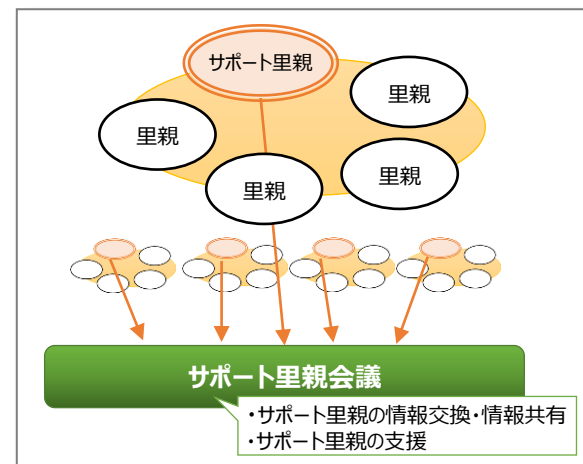 サポート里親
里親
里親
里親
里親
サポート里親会議
・サポート里親の情報交換・情報共有
・サポート里親の支援